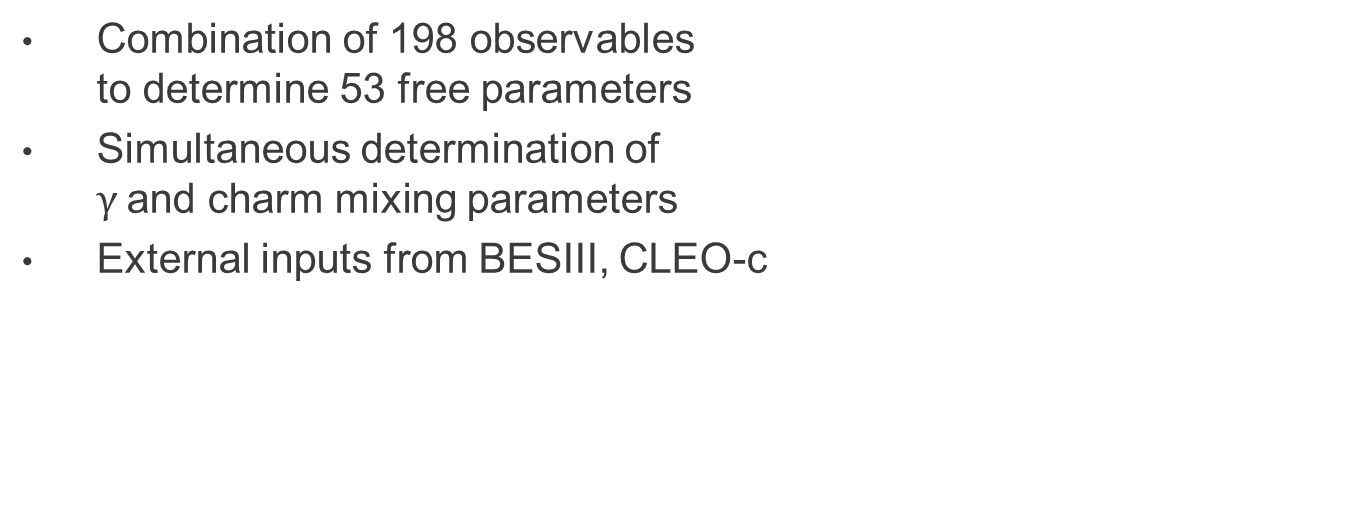 • Combination of 198 observables
to determine 53 free parameters
• Simultaneous determination of
γ and charm mixing parameters
• External inputs from BESIII, CLEO-c